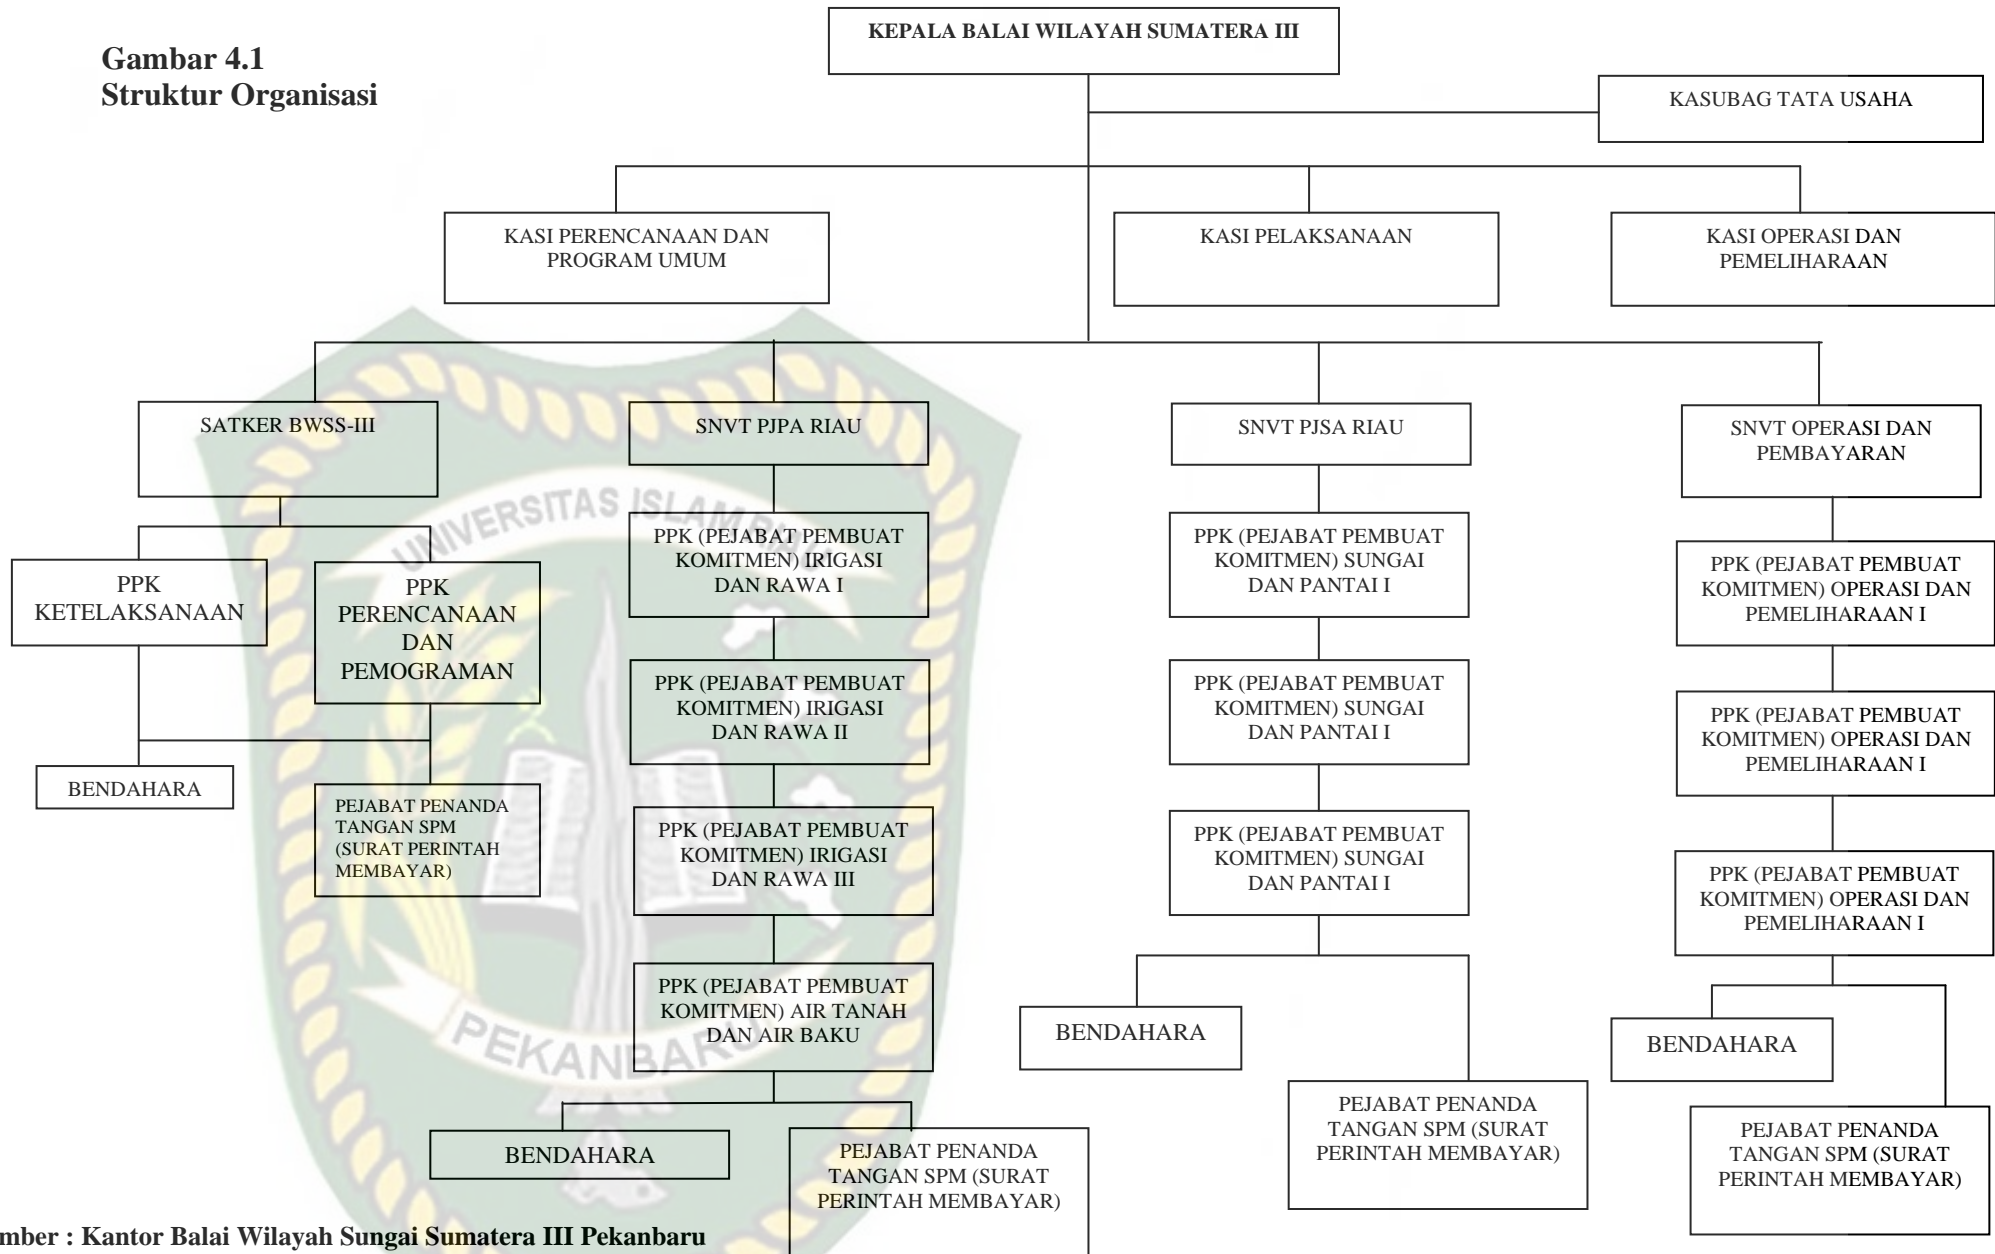 Gambar 4.1
Struktur Organisasi
KEPALA BALAI WILAYAH SUMATERA III
KASUBAG TATA USAHA
KASI PERENCANAAN DAN
PROGRAM UMUM
KASI PELAKSANAAN
KASI OPERASI DAN
PEMELIHARAAN
SATKER BWSS-III
SNVT PJPA RIAU
SNVT PJSA RIAU
SNVT OPERASI DAN
PEMBAYARAN
PPK
KETELAKSANAAN
PPK
PERENCANAAN
DAN
PEMOGRAMAN
BENDAHARA
PEJABAT PENANDA
TANGAN SPM
(SURAT PERINTAH
MEMBAYAR)
PPK (PEJABAT PEMBUAT
KOMITMEN) IRIGASI
DAN RAWA I
PPK (PEJABAT PEMBUAT
KOMITMEN) IRIGASI
DAN RAWA II
PPK (PEJABAT PEMBUAT
KOMITMEN) IRIGASI
DAN RAWA III
PPK (PEJABAT PEMBUAT
KOMITMEN) AIR TANAH
DAN AIR BAKU
BENDAHARA
PEJABAT PENANDA
TANGAN SPM (SURAT
PERINTAH MEMBAYAR)
PPK (PEJABAT PEMBUAT
KOMITMEN) SUNGAI
DAN PANTAI I
PPK (PEJABAT PEMBUAT
KOMITMEN) SUNGAI
DAN PANTAI I
PPK (PEJABAT PEMBUAT
KOMITMEN) SUNGAI
DAN PANTAI I
BENDAHARA
PEJABAT PENANDA
TANGAN SPM (SURAT
PERINTAH MEMBAYAR)
PPK (PEJABAT PEMBUAT
KOMITMEN) OPERASI DAN
PEMELIHARAAN I
PPK (PEJABAT PEMBUAT
KOMITMEN) OPERASI DAN
PEMELIHARAAN I
PPK (PEJABAT PEMBUAT
KOMITMEN) OPERASI DAN
PEMELIHARAAN I
BENDAHARA
PEJABAT PENANDA
TANGAN SPM (SURAT
PERINTAH MEMBAYAR)
UNIVERSITAS ISLAM RIAU
PEKANBARU
mber : Kantor Balai Wilayah Sungai Sumatera III Pekanbaru